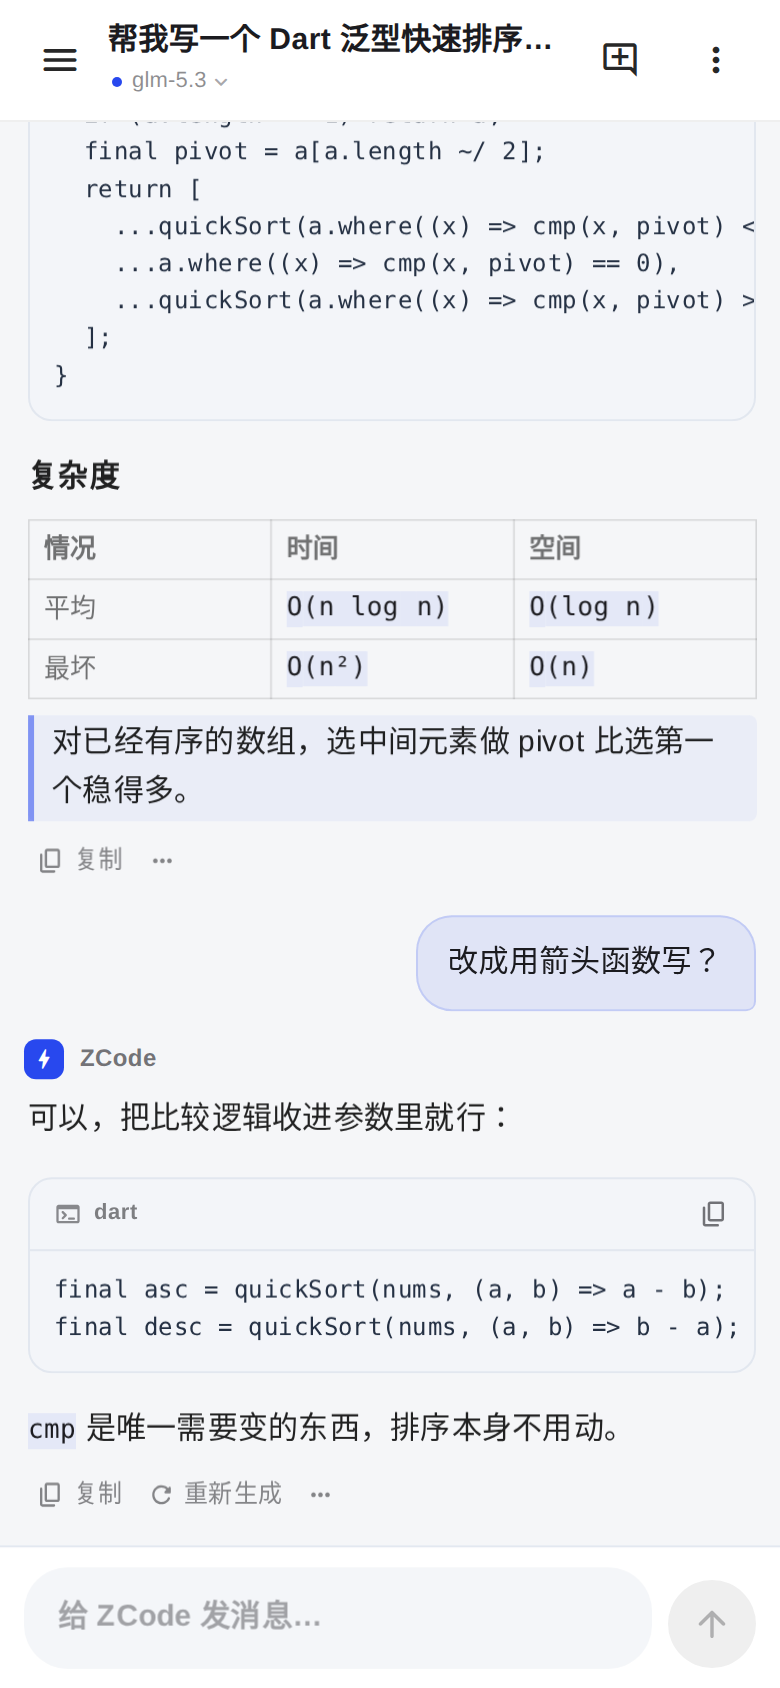 帮我写一个 Dart 泛型快速排序...
glm-5.3
final pivot = a[a.length ~/ 2];
return [
...quickSort(a.where((x) => cmp(x, pivot) <
...a.where((x) => cmp(x, pivot) == 0),
...quickSort(a.where((x) => cmp(x, pivot) >
];
}
复杂度
情况 时间 空间
平均 O(n log n) O(log n)
最坏 O(n²) O(n)
对已经有序的数组，选中间元素做 pivot 比选第一
个稳得多。
复制
改成用箭头函数写？
ZCode
可以，把比较逻辑收进参数里就行：
dart
final asc = quickSort(nums, (a, b) => a - b);
final desc = quickSort(nums, (a, b) => b - a);
cmp 是唯一需要变的东西，排序本身不用动。
复制 重新生成
给 ZCode 发消息...